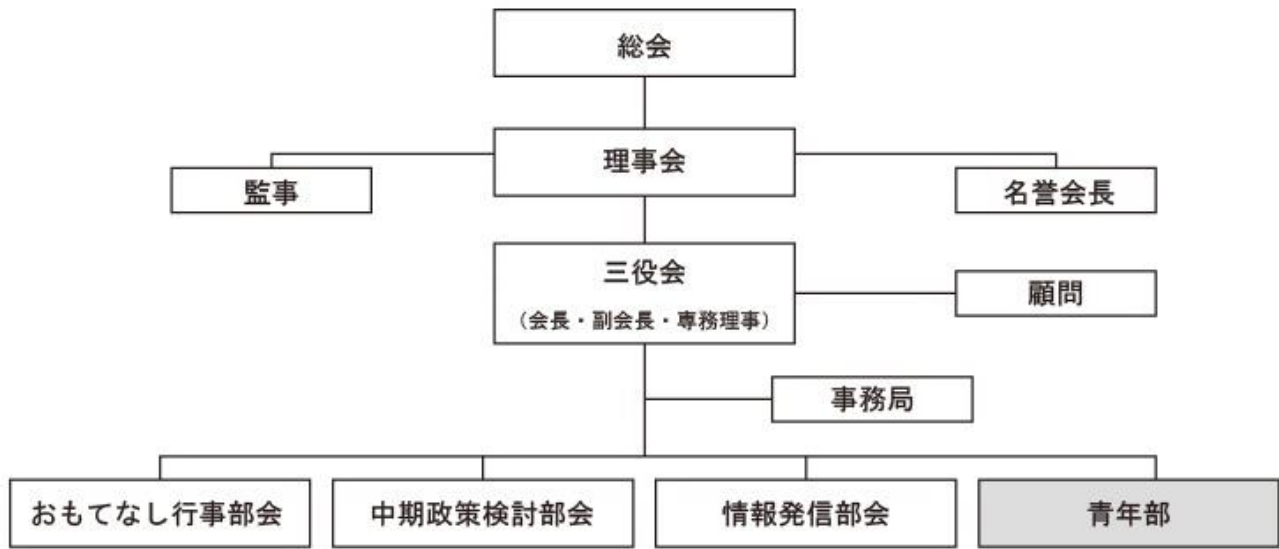 総会
理事会
監事
名誉会長
三役会
（会長・副会長・専務理事）
顧問
事務局
おもてなし行事部会
中期政策検討部会
情報発信部会
青年部